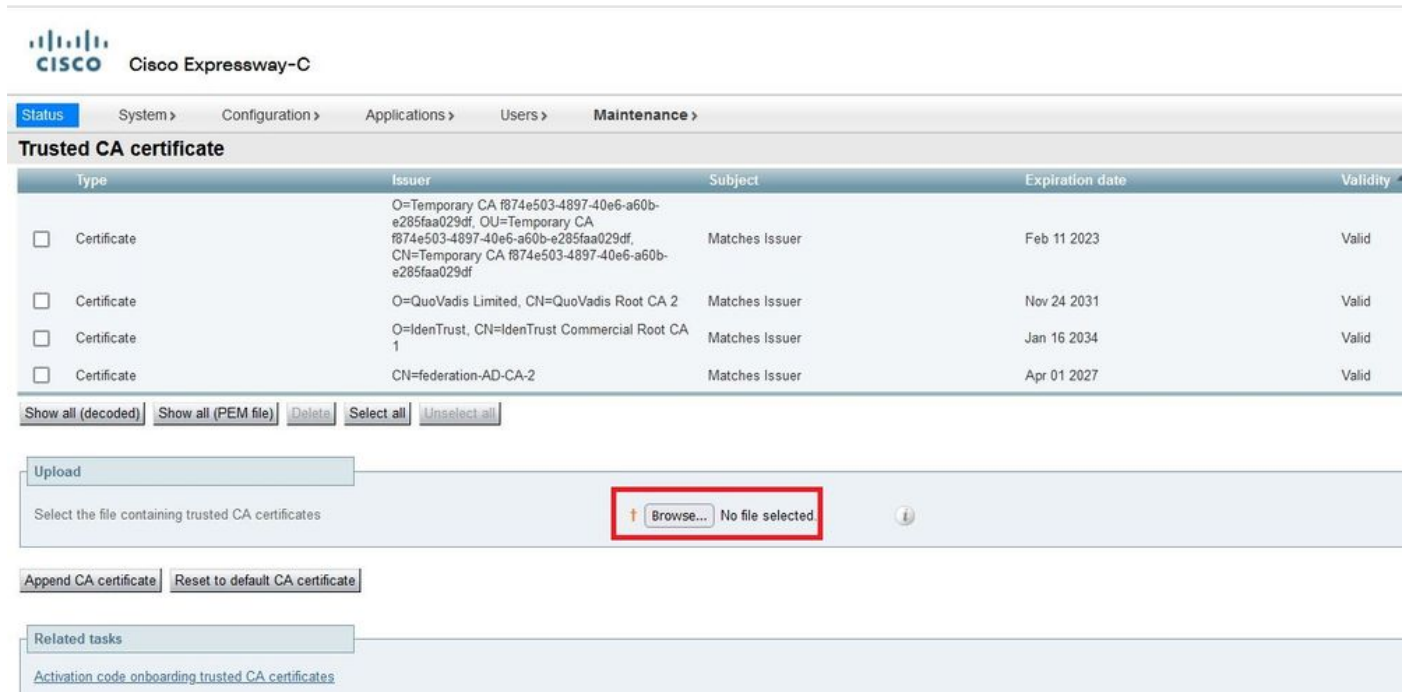 CISCO Cisco Expressway-C
Status System > Configuration > Applications > Users > Maintenance >
Trusted CA certificate
Type Issuer Subject Expiration date Validity
O=Temporary CA f874e503-4897-40e6-a60b-
e285faa029df, OU=Temporary CA
Certificate f874e503-4897-40e6-a60b-e285faa029df, Matches Issuer Feb 11 2023 Valid
CN=Temporary CA f874e503-4897-40e6-a60b-
e285faa029df
Certificate O=QuoVadis Limited, CN=QuoVadis Root CA 2 Matches Issuer Nov 24 2031 Valid
Certificate O=IdenTrust, CN=IdenTrust Commercial Root CA Matches Issuer Jan 16 2034 Valid
1
Certificate CN=federation-AD-CA-2 Matches Issuer Apr 01 2027 Valid
Show all (decoded) Show all (PEM file) Delete Select all Unselect all
Upload
Select the file containing trusted CA certificates † Browse... No file selected. i
Append CA certificate Reset to default CA certificate
Related tasks
Activation code onboarding trusted CA certificates